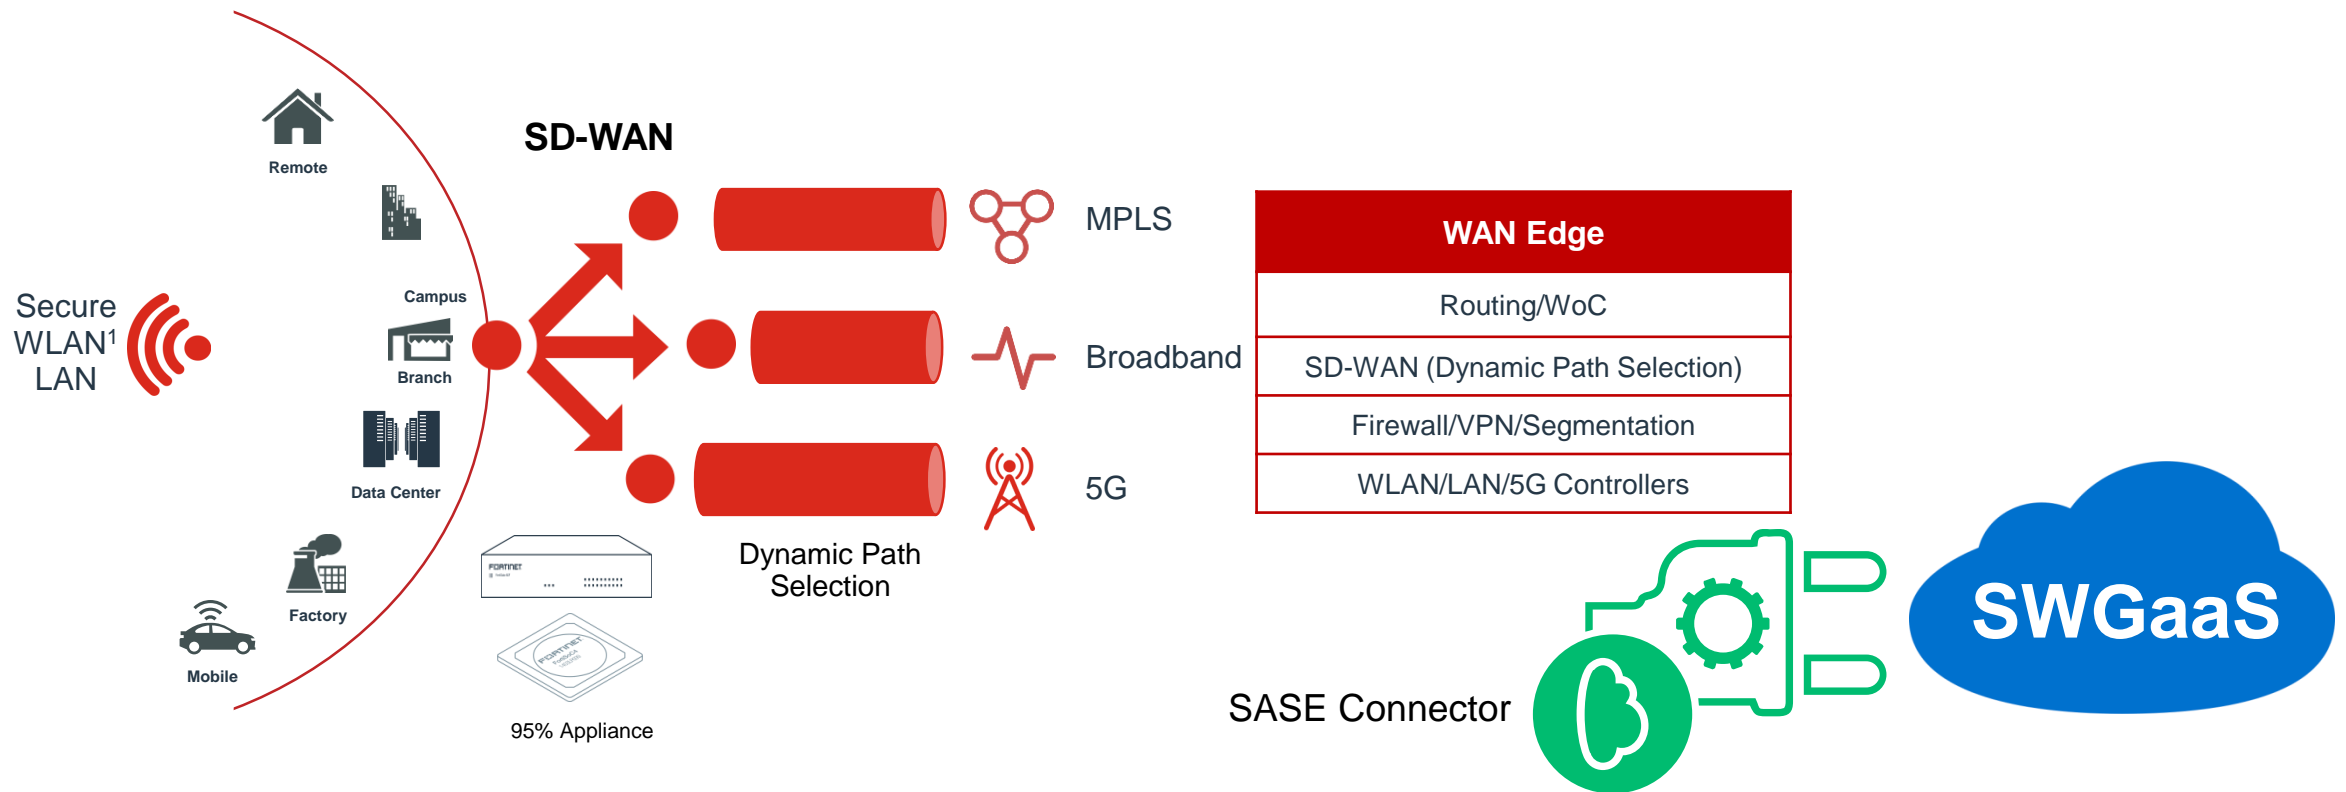 Secure
WLAN¹
LAN
Remote
Campus
Branch
Data Center
Factory
Mobile
SD-WAN
FORTINET
FORTINET
95% Appliance
Dynamic Path
Selection
MPLS
Broadband
5G
WAN Edge
Routing/WoC
SD-WAN (Dynamic Path Selection)
Firewall/VPN/Segmentation
WLAN/LAN/5G Controllers
SASE Connector
SWGaaS